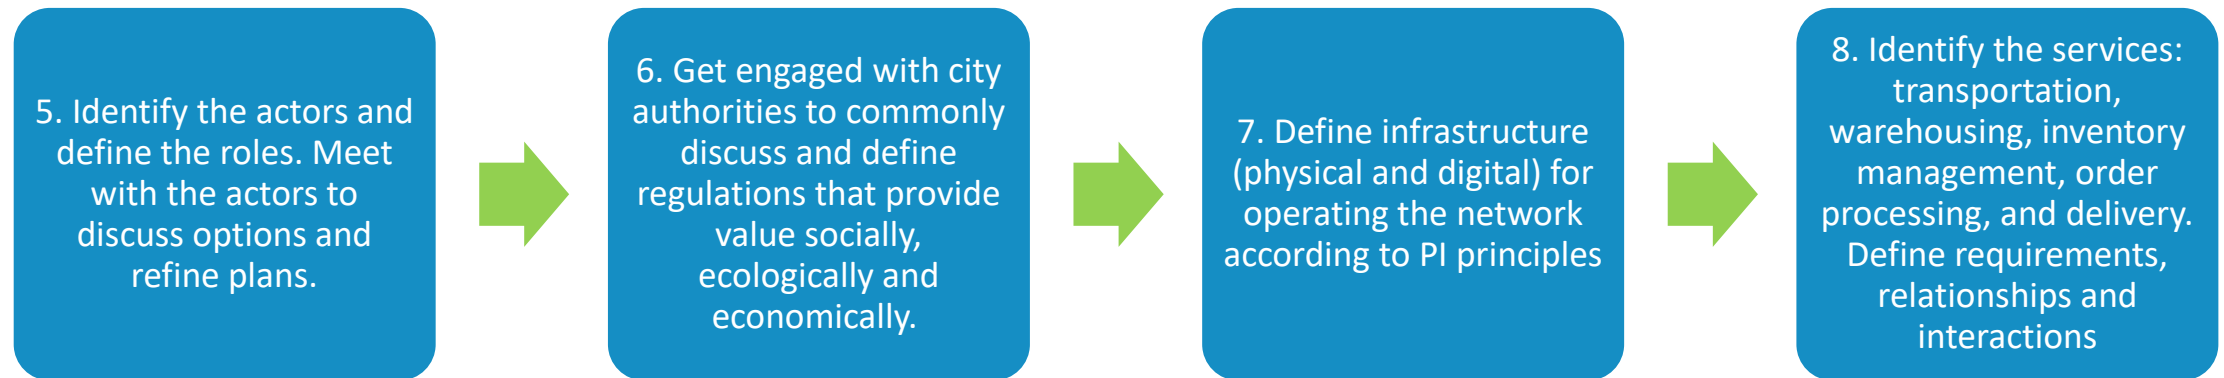 5. Identify the actors and
define the roles. Meet
with the actors to
discuss options and
refine plans.
6. Get engaged with city
authorities to commonly
discuss and define
regulations that provide
value socially,
ecologically and
economically.
7. Define infrastructure
(physical and digital) for
operating the network
according to PI principles
8. Identify the services:
transportation,
warehousing, inventory
management, order
processing, and delivery.
Define requirements,
relationships and
interactions